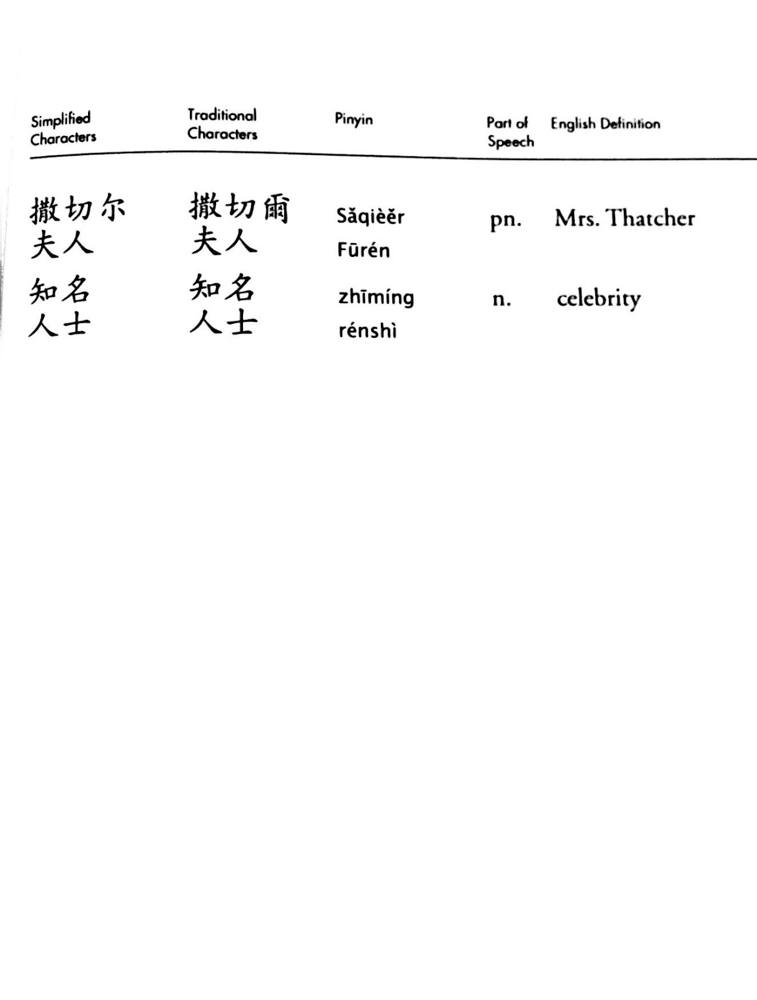 Simplified Characters Traditional Characters Pinyin Part of Speech English Definition
撒切尔 撒切爾 Sǎqièěr pn. Mrs. Thatcher
夫人 夫人 Fūrén
知名 知名 zhīmíng n. celebrity
人士 人士 rénshì